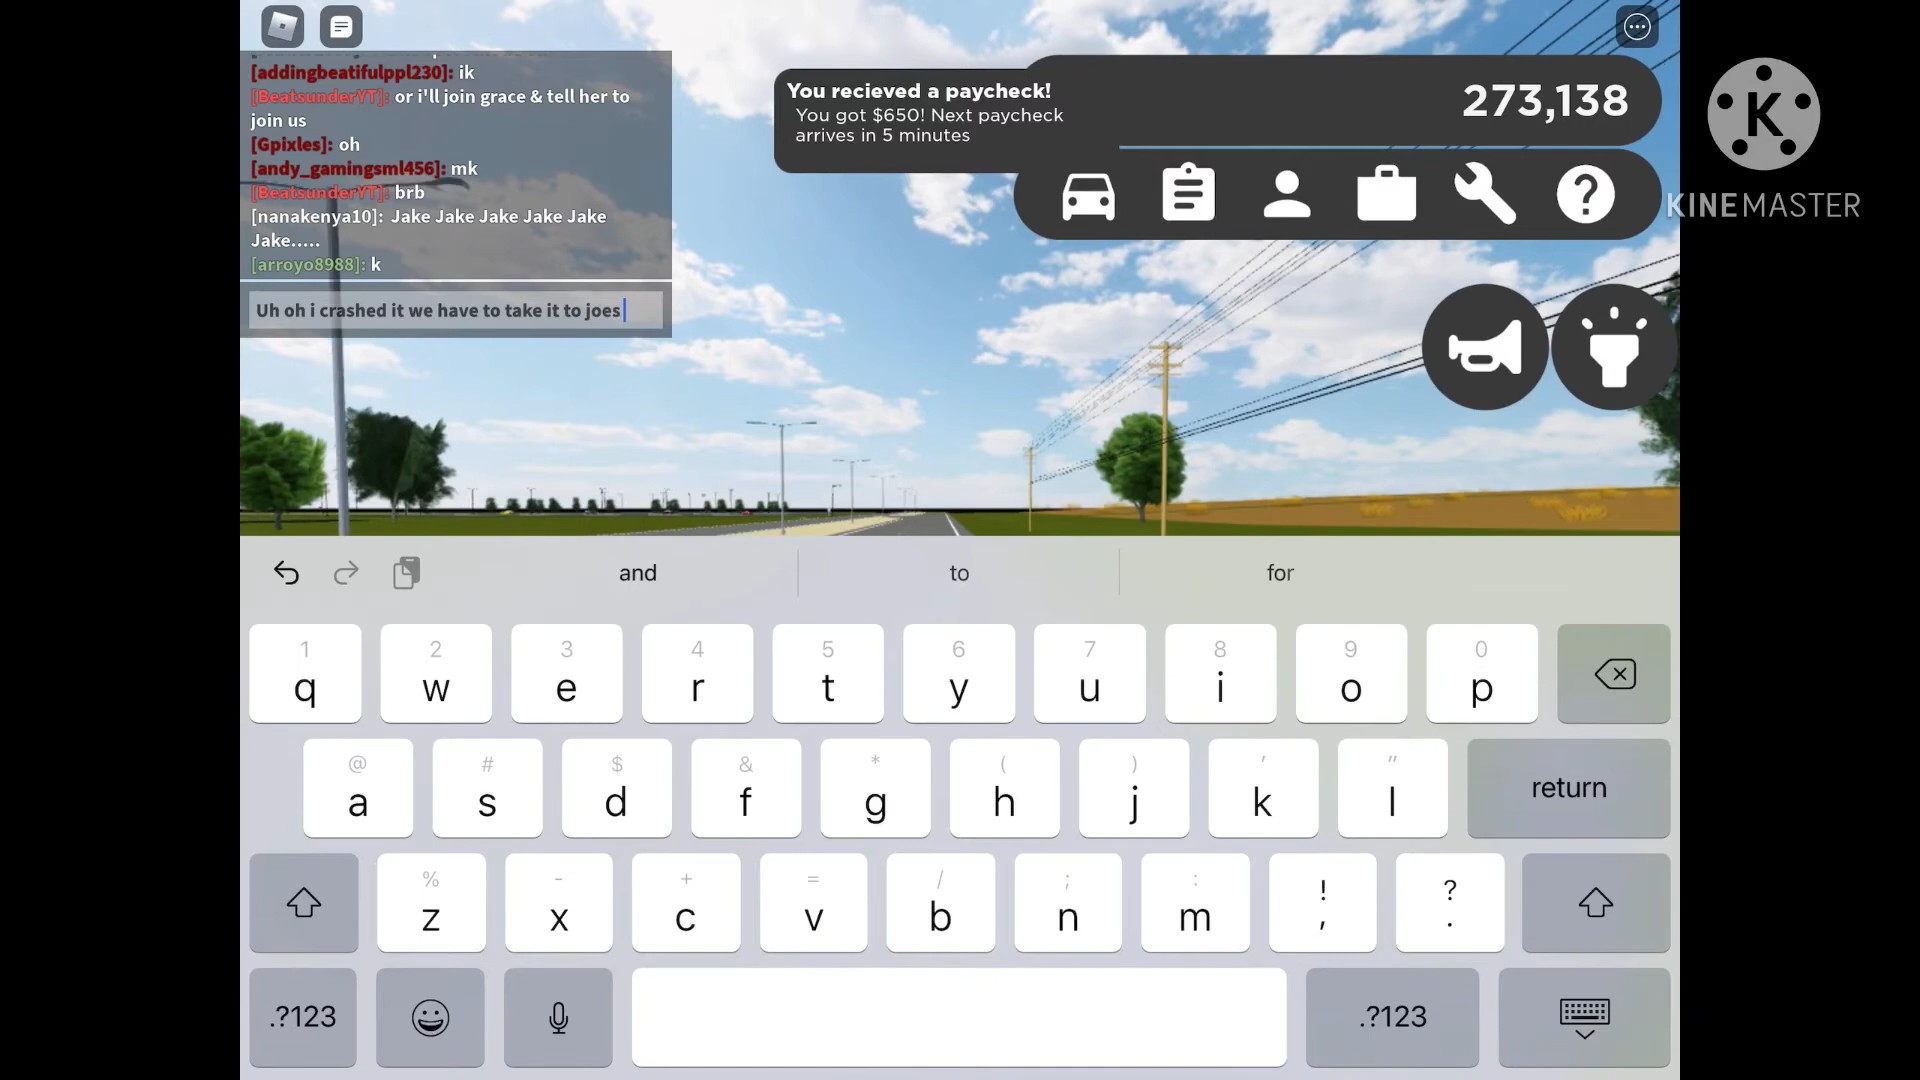 [addingbeatifulppl230]: ik
[BeatsunderYT]: or i'll join grace & tell her to
join us
[Gpixles]: oh
[andy_gamingsml456]: mk
[BeatsunderYT]: brb
[nanakenya10]: Jake Jake Jake Jake Jake
Jake.....
[arroyo8988]: k
Uh oh i crashed it we have to take it to joes
You recieved a paycheck!
You got $650! Next paycheck
arrives in 5 minutes
273,138
K
KINEMASTER
and to for
1 2 3 4 5 6 7 8 9 0
q w e r t y u i o p
@ # $ & * ( ) ' "
a s d f g h j k l return
% - + = / ; : ! ?
z x c v b n m , .
.?123 .?123